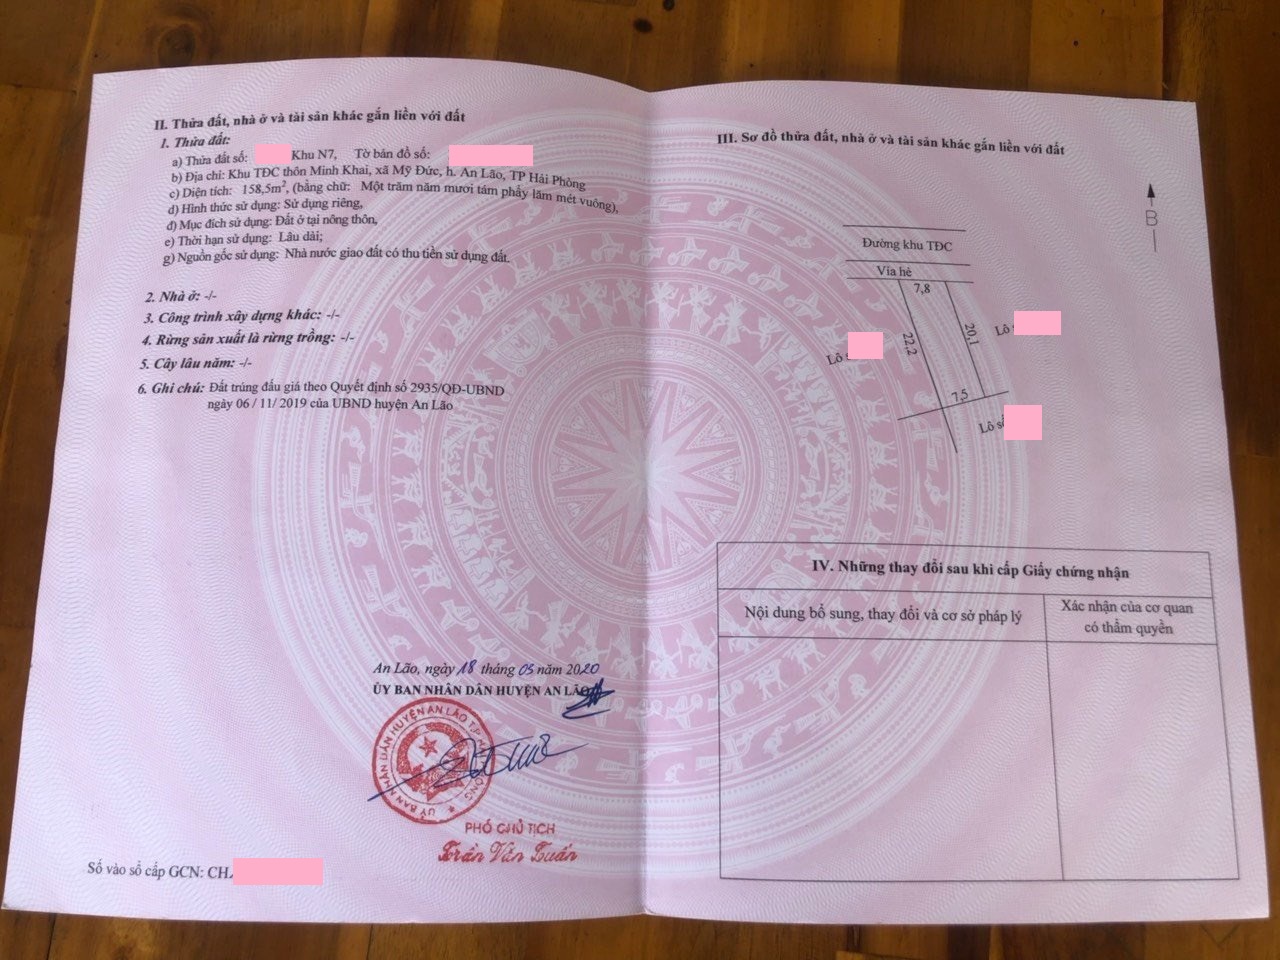 II. Thửa đất, nhà ở và tài sản khác gắn liền với đất
1. Thửa đất:
a) Thửa đất số: Khu N7, Tờ bản đồ số:
b) Địa chỉ: Khu TĐC thôn Minh Khai, xã Mỹ Đức, h. An Lão, TP Hải Phòng
c) Diện tích: 158,5m², (bằng chữ: Một trăm năm mươi tám phẩy lăm mét vuông),
d) Hình thức sử dụng: Sử dụng riêng,
đ) Mục đích sử dụng: Đất ở tại nông thôn,
e) Thời hạn sử dụng: Lâu dài;
g) Nguồn gốc sử dụng: Nhà nước giao đất có thu tiền sử dụng đất.
2. Nhà ở: -/-
3. Công trình xây dựng khác: -/-
4. Rừng sản xuất là rừng trồng: -/-
5. Cây lâu năm: -/-
6. Ghi chú: Đất trúng đấu giá theo Quyết định số 2935/QĐ-UBND
ngày 06 / 11/ 2019 của UBND huyện An Lão
An Lão, ngày 18 tháng 05 năm 2020
ỦY BAN NHÂN DÂN HUYỆN AN LÃO
ỦY BAN NHÂN DÂN HUYỆN AN LÃO T.P HẢI PHÒNG
PHÓ CHỦ TỊCH
Trần Văn Tuấn
Số vào sổ cấp GCN: CH.
III. Sơ đồ thửa đất, nhà ở và tài sản khác gắn liền với đất
B
Đường khu TĐC
Vỉa hè
7,8
22,2
20,1
Lô
Lô
7,5
Lô số
IV. Những thay đổi sau khi cấp Giấy chứng nhận
Nội dung bổ sung, thay đổi và cơ sở pháp lý
Xác nhận của cơ quan
có thẩm quyền